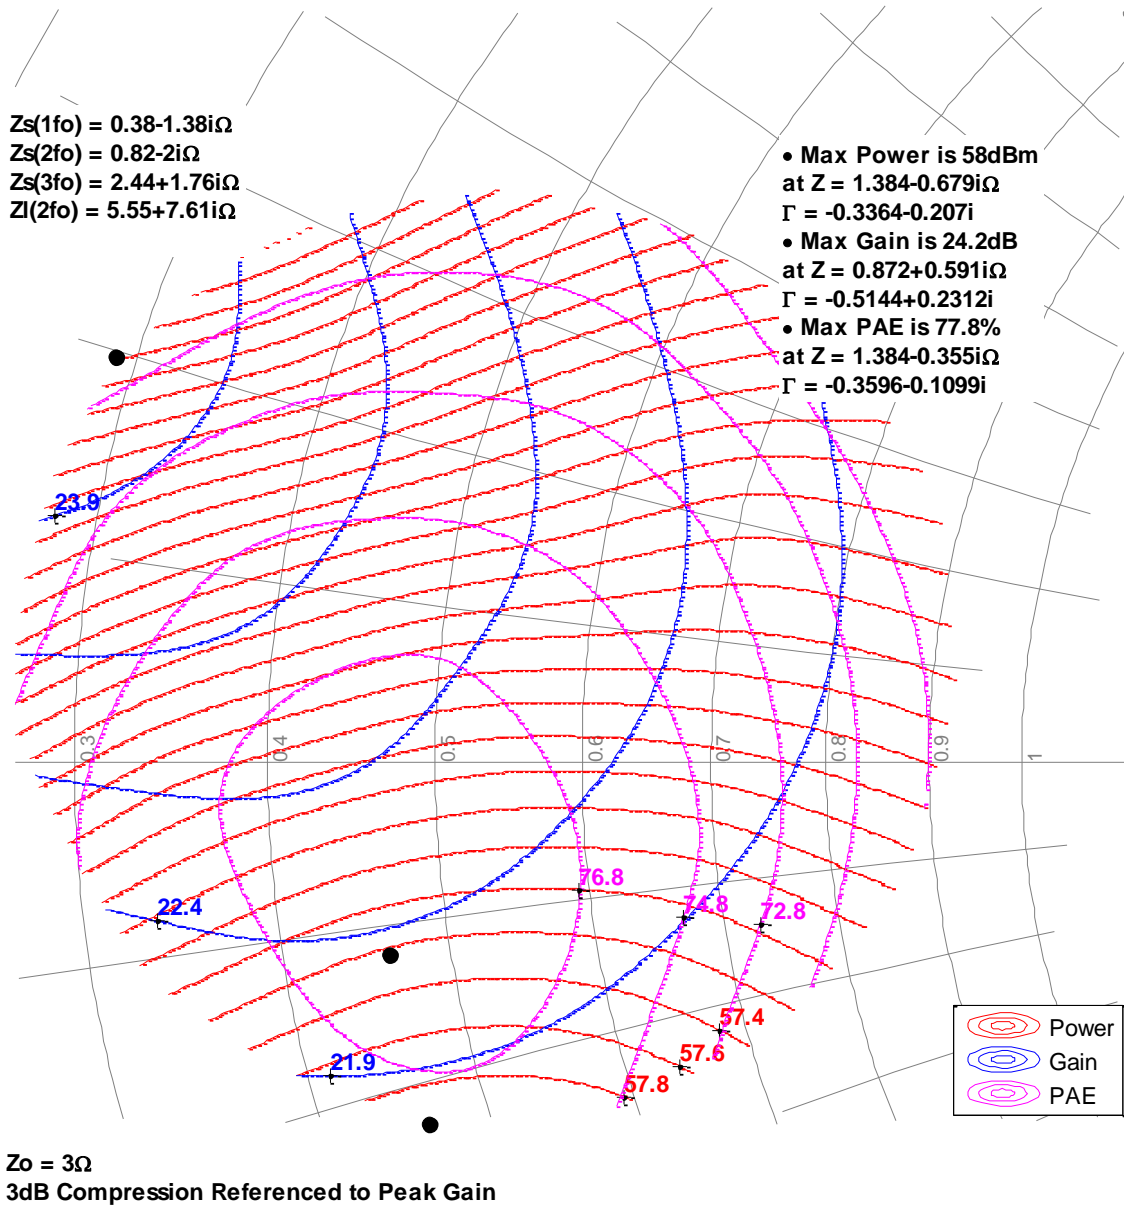 Zs(1fo) = 0.38-1.38iΩ
Zs(2fo) = 0.82-2iΩ
Zs(3fo) = 2.44+1.76iΩ
Zl(2fo) = 5.55+7.61iΩ
• Max Power is 58dBm
at Z = 1.384-0.679iΩ
Γ = -0.3364-0.207i
• Max Gain is 24.2dB
at Z = 0.872+0.591iΩ
Γ = -0.5144+0.2312i
• Max PAE is 77.8%
at Z = 1.384-0.355iΩ
Γ = -0.3596-0.1099i
23.9
0.3
0.4
0.5
0.6
0.7
0.8
0.9
1
76.8
22.4
74.8
72.8
57.4
57.6
21.9
57.8
Power
Gain
PAE
Zo = 3Ω
3dB Compression Referenced to Peak Gain